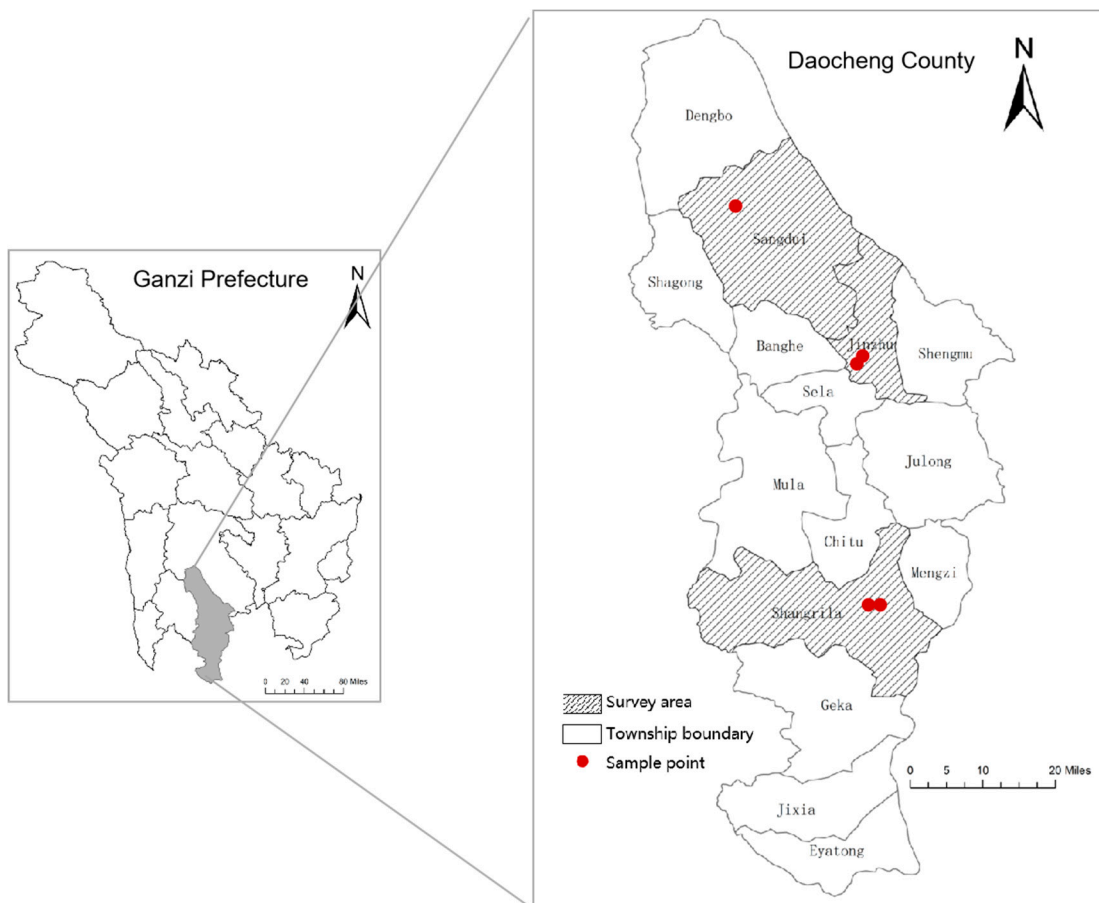 Daocheng County
N
Dengbo
Sangdui
Shagong
Jinzhu
Banghe
Shengmu
Sela
Julong
Mula
Chitu
Mengzi
Shangrila
Geka
Jixia
Eyatong
Survey area
Township boundary
Sample point
0 5 10 20 Miles
Ganzi Prefecture
N
0 20 40 80 Miles